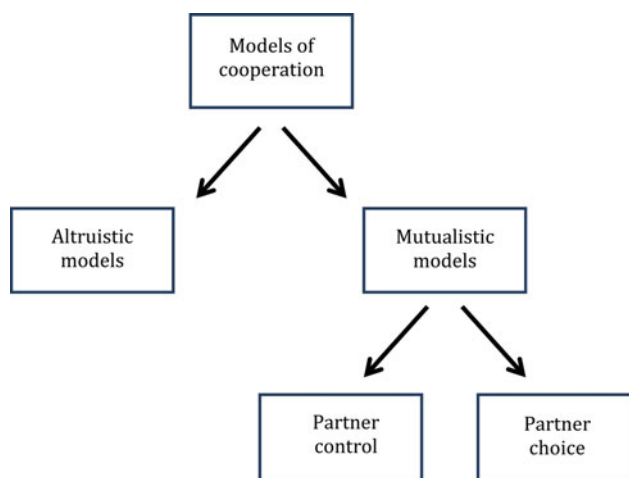 Models of
cooperation
Altruistic
models
Mutualistic
models
Partner
control
Partner
choice